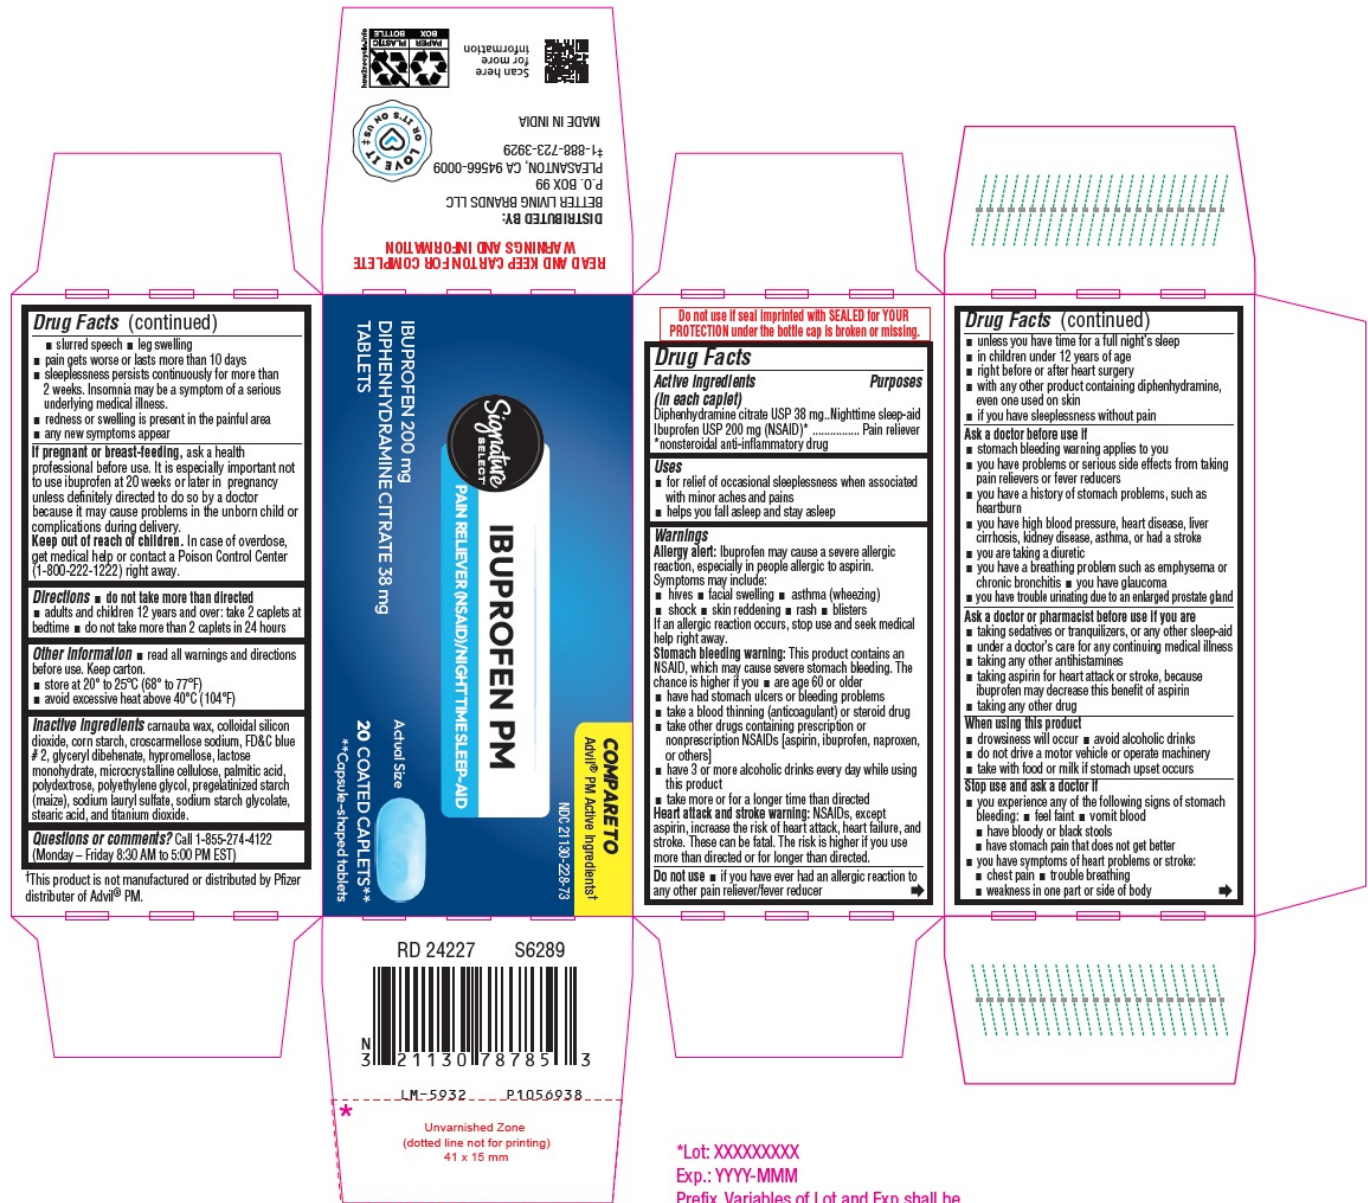 how2recycle.info
PAPER
BOX
PLASTIC
BOTTLE
Scan here
for more
information
LOVE IT
OR IT'S ON US‡
READ AND KEEP CARTON FOR COMPLETE
WARNINGS AND INFORMATION
DISTRIBUTED BY:
BETTER LIVING BRANDS LLC
P.O. BOX 99
PLEASANTON, CA 94566-0009
‡1-888-723-3929
MADE IN INDIA
COMPARE TO
Advil® PM Active Ingredients†
NDC 21130-228-73
Signature
SELECT™
IBUPROFEN PM
PAIN RELIEVER (NSAID)/NIGHTTIME SLEEP-AID
IBUPROFEN 200 mg
DIPHENHYDRAMINE CITRATE 38 mg
TABLETS
Actual Size
20 COATED CAPLETS**
**Capsule-shaped tablets
Do not use if seal imprinted with SEALED for YOUR
PROTECTION under the bottle cap is broken or missing.
Drug Facts
Active ingredients Purposes
(in each caplet)
Diphenhydramine citrate USP 38 mg..Nighttime sleep-aid
Ibuprofen USP 200 mg (NSAID)* ................ Pain reliever
*nonsteroidal anti-inflammatory drug
Uses
■ for relief of occasional sleeplessness when associated
with minor aches and pains
■ helps you fall asleep and stay asleep
Warnings
Allergy alert: Ibuprofen may cause a severe allergic
reaction, especially in people allergic to aspirin.
Symptoms may include:
■ hives ■ facial swelling ■ asthma (wheezing)
■ shock ■ skin reddening ■ rash ■ blisters
If an allergic reaction occurs, stop use and seek medical
help right away.
Stomach bleeding warning: This product contains an
NSAID, which may cause severe stomach bleeding. The
chance is higher if you ■ are age 60 or older
■ have had stomach ulcers or bleeding problems
■ take a blood thinning (anticoagulant) or steroid drug
■ take other drugs containing prescription or
nonprescription NSAIDs [aspirin, ibuprofen, naproxen,
or others]
■ have 3 or more alcoholic drinks every day while using
this product
■ take more or for a longer time than directed
Heart attack and stroke warning: NSAIDs, except
aspirin, increase the risk of heart attack, heart failure, and
stroke. These can be fatal. The risk is higher if you use
more than directed or for longer than directed.
Do not use ■ if you have ever had an allergic reaction to
any other pain reliever/fever reducer
Drug Facts (continued)
■ unless you have time for a full night's sleep
■ in children under 12 years of age
■ right before or after heart surgery
■ with any other product containing diphenhydramine,
even one used on skin
■ if you have sleeplessness without pain
Ask a doctor before use if
■ stomach bleeding warning applies to you
■ you have problems or serious side effects from taking
pain relievers or fever reducers
■ you have a history of stomach problems, such as
heartburn
■ you have high blood pressure, heart disease, liver
cirrhosis, kidney disease, asthma, or had a stroke
■ you are taking a diuretic
■ you have a breathing problem such as emphysema or
chronic bronchitis ■ you have glaucoma
■ you have trouble urinating due to an enlarged prostate gland
Ask a doctor or pharmacist before use if you are
■ taking sedatives or tranquilizers, or any other sleep-aid
■ under a doctor's care for any continuing medical illness
■ taking any other antihistamines
■ taking aspirin for heart attack or stroke, because
ibuprofen may decrease this benefit of aspirin
■ taking any other drug
When using this product
■ drowsiness will occur ■ avoid alcoholic drinks
■ do not drive a motor vehicle or operate machinery
■ take with food or milk if stomach upset occurs
Stop use and ask a doctor if
■ you experience any of the following signs of stomach
bleeding: ■ feel faint ■ vomit blood
■ have bloody or black stools
■ have stomach pain that does not get better
■ you have symptoms of heart problems or stroke:
■ chest pain ■ trouble breathing
■ weakness in one part or side of body
Drug Facts (continued)
■ slurred speech ■ leg swelling
■ pain gets worse or lasts more than 10 days
■ sleeplessness persists continuously for more than
2 weeks. Insomnia may be a symptom of a serious
underlying medical illness.
■ redness or swelling is present in the painful area
■ any new symptoms appear
If pregnant or breast-feeding, ask a health
professional before use. It is especially important not
to use ibuprofen at 20 weeks or later in pregnancy
unless definitely directed to do so by a doctor
because it may cause problems in the unborn child or
complications during delivery.
Keep out of reach of children. In case of overdose,
get medical help or contact a Poison Control Center
(1-800-222-1222) right away.
Directions ■ do not take more than directed
■ adults and children 12 years and over: take 2 caplets at
bedtime ■ do not take more than 2 caplets in 24 hours
Other information ■ read all warnings and directions
before use. Keep carton.
■ store at 20° to 25°C (68° to 77°F)
■ avoid excessive heat above 40°C (104°F)
Inactive ingredients carnauba wax, colloidal silicon
dioxide, corn starch, croscarmellose sodium, FD&C blue
# 2, glyceryl dibehenate, hypromellose, lactose
monohydrate, microcrystalline cellulose, palmitic acid,
polydextrose, polyethylene glycol, pregelatinized starch
(maize), sodium lauryl sulfate, sodium starch glycolate,
stearic acid, and titanium dioxide.
Questions or comments? Call 1-855-274-4122
(Monday – Friday 8:30 AM to 5:00 PM EST)
†This product is not manufactured or distributed by Pfizer
distributer of Advil® PM.
RD 24227 S6289
N
3 21130 78785 3
LM-5932 P1056938
*
Unvarnished Zone
(dotted line not for printing)
41 x 15 mm
*Lot: XXXXXXXXX
Exp.: YYYY-MMM
Prefix, Variables of Lot and Exp shall be